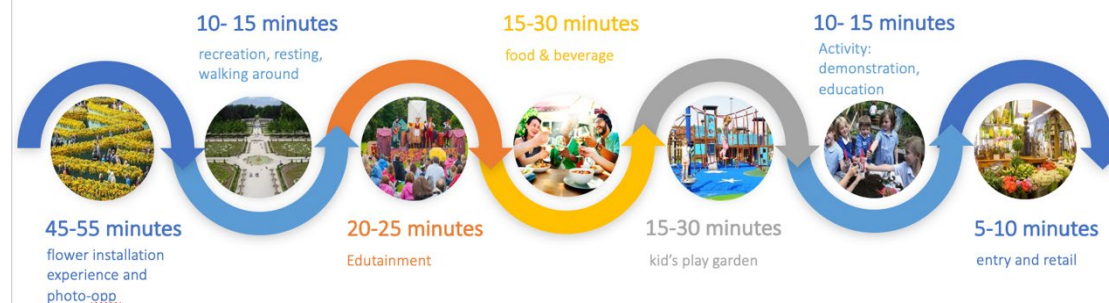 10- 15 minutes
recreation, resting,
walking around
15-30 minutes
food & beverage
10- 15 minutes
Activity:
demonstration,
education
45-55 minutes
flower installation
experience and
photo-opp
20-25 minutes
Edutainment
15-30 minutes
kid's play garden
5-10 minutes
entry and retail